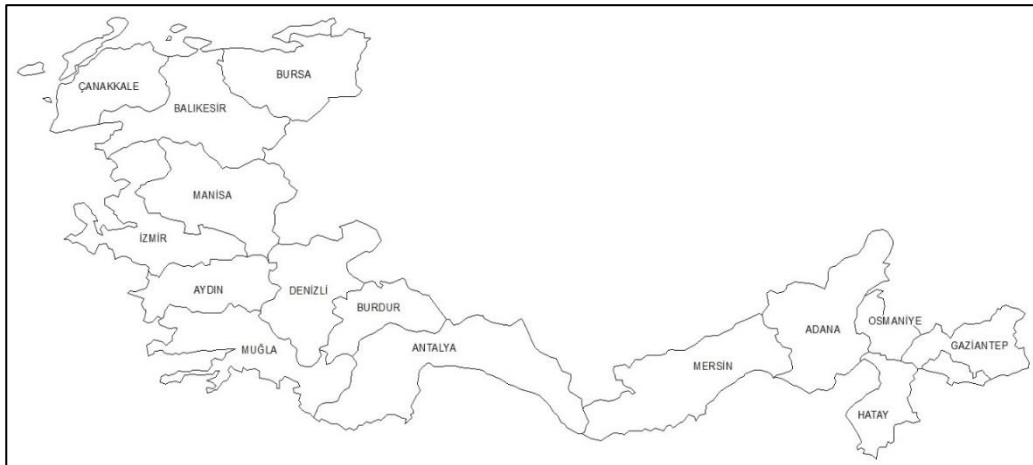 BURSA
ÇANAKKALE
BALIKESİR
MANİSA
İZMİR
AYDIN
DENİZLİ
BURDUR
MUĞLA
ANTALYA
MERSİN
ADANA
OSMANİYE
GAZİANTEP
HATAY